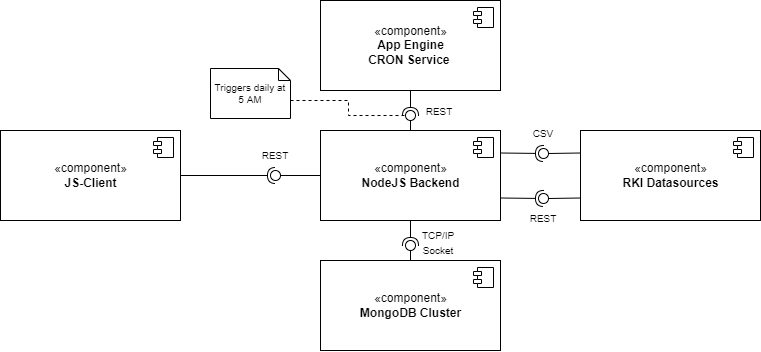 «component»
App Engine
CRON Service
Triggers daily at
5 AM
REST
«component»
JS-Client
REST
«component»
NodeJS Backend
CSV
REST
«component»
RKI Datasources
TCP/IP
Socket
«component»
MongoDB Cluster